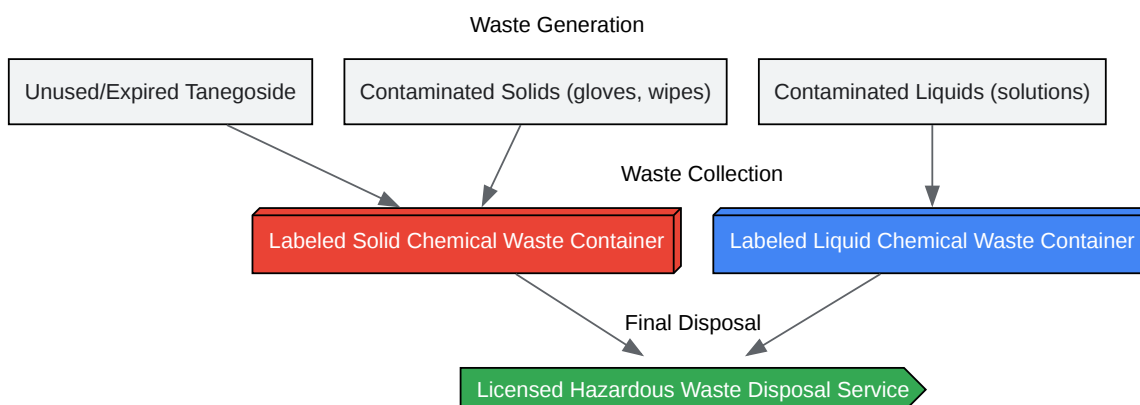 Waste Generation
Unused/Expired Tanegoside
Contaminated Solids (gloves, wipes)
Contaminated Liquids (solutions)
Waste Collection
Labeled Solid Chemical Waste Container
Labeled Liquid Chemical Waste Container
Final Disposal
Licensed Hazardous Waste Disposal Service